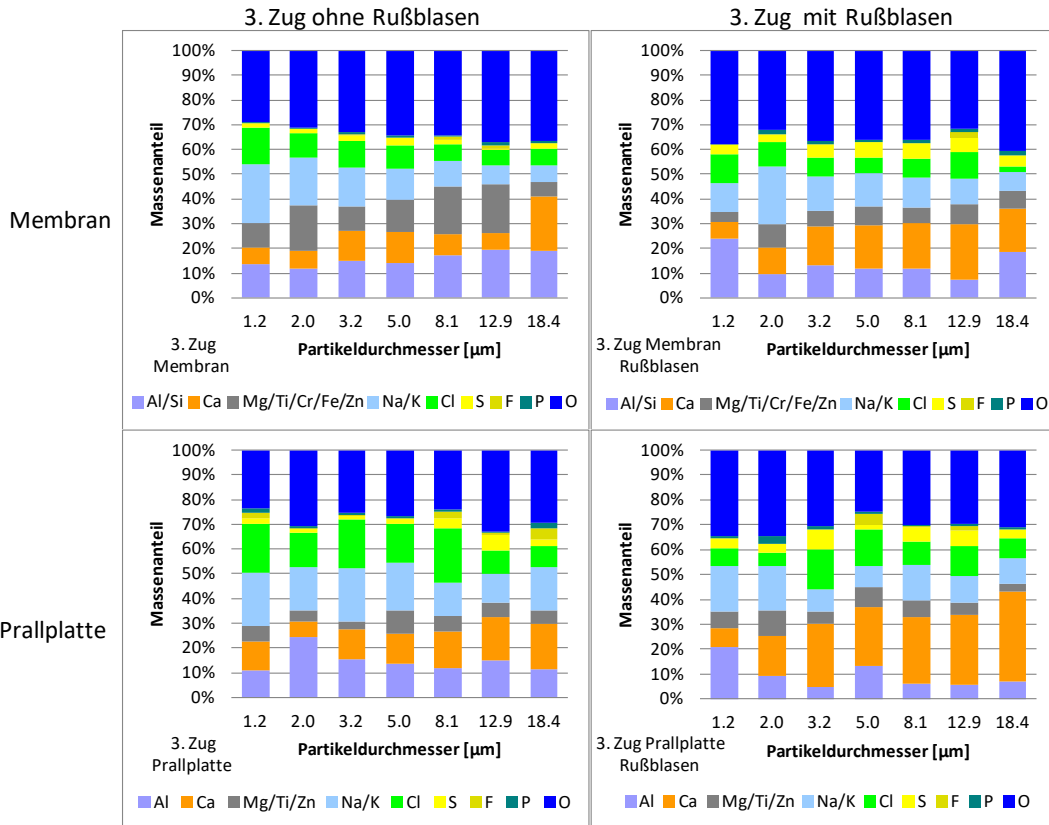 3. Zug ohne Rußblasen
3. Zug mit Rußblasen
Membran
Prallplatte
Massenanteil
100%
90%
80%
70%
60%
50%
40%
30%
20%
10%
0%
1.2 2.0 3.2 5.0 8.1 12.9 18.4
3. Zug
Membran
Partikeldurchmesser [µm]
Al/Si Ca Mg/Ti/Cr/Fe/Zn Na/K Cl S F P O
Massenanteil
100%
90%
80%
70%
60%
50%
40%
30%
20%
10%
0%
1.2 2.0 3.2 5.0 8.1 12.9 18.4
3. Zug Membran
Rußblasen
Partikeldurchmesser [µm]
Al/Si Ca Mg/Ti/Cr/Fe/Zn Na/K Cl S F P O
Massenanteil
100%
90%
80%
70%
60%
50%
40%
30%
20%
10%
0%
1.2 2.0 3.2 5.0 8.1 12.9 18.4
3. Zug
Prallplatte
Partikeldurchmesser [µm]
Al Ca Mg/Ti/Zn Na/K Cl S F P O
Massenanteil
100%
90%
80%
70%
60%
50%
40%
30%
20%
10%
0%
1.2 2.0 3.2 5.0 8.1 12.9 18.4
3. Zug Prallplatte
Rußblasen
Partikeldurchmesser [µm]
Al Ca Mg/Ti/Zn Na/K Cl S F P O